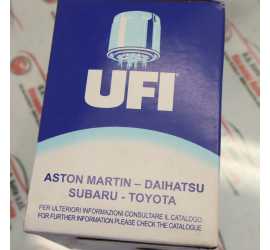 UFI
ASTON MARTIN – DAIHATSU
SUBARU - TOYOTA
PER ULTERIORI INFORMAZIONI CONSULTARE IL CATALOGO
FOR FURTHER INFORMATION PLEASE CHECK THE CATALOGUE